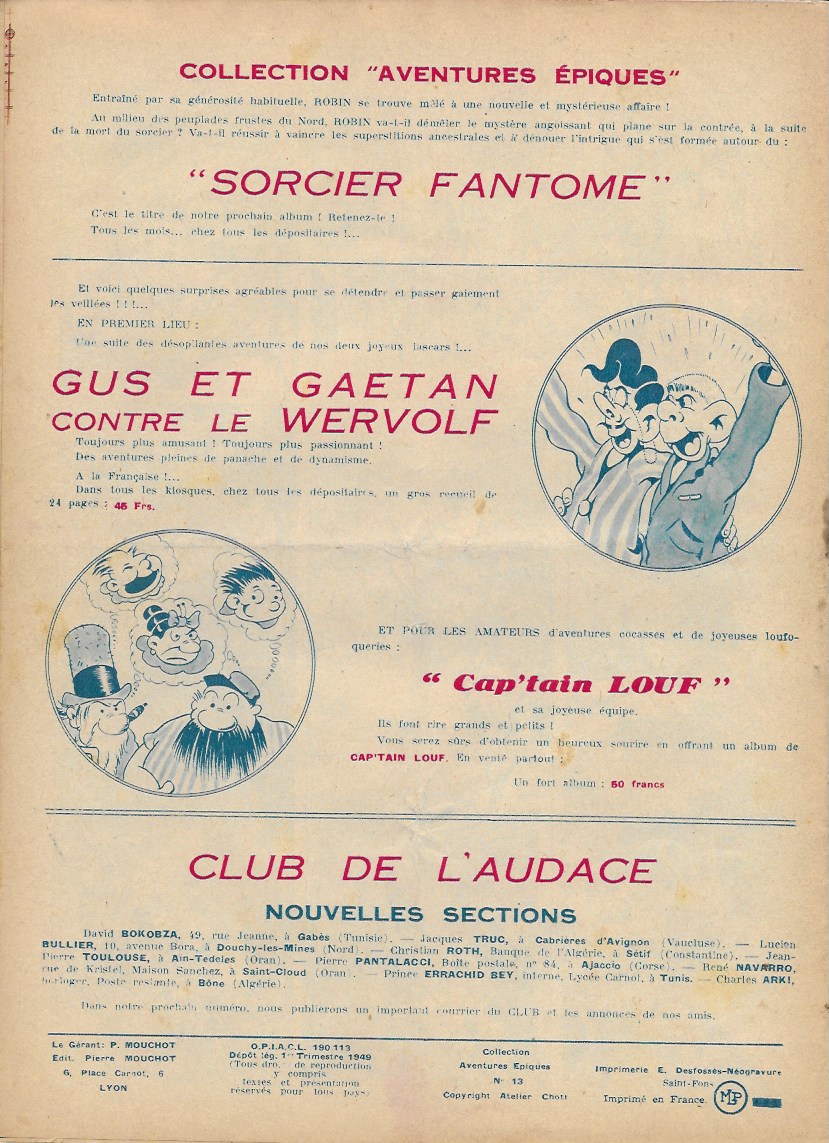 COLLECTION "AVENTURES ÉPIQUES"
Entraîné par sa générosité habituelle, ROBIN se trouve mêlé à une nouvelle et mystérieuse affaire !
Au milieu des peuplades frustes du Nord, ROBIN va-t-il démêler le mystère angoissant qui plane sur la contrée, à la suite
de la mort du sorcier ? Va-t-il réussir à vaincre les superstitions ancestrales et à dénouer l'intrigue qui s'est formée autour du :
"SORCIER FANTOME"
C'est le titre de notre prochain album ! Retenez-le !
Tous les mois... chez tous les dépositaires !...
Et voici quelques surprises agréables pour se détendre et passer gaiement
les veillées ! ! !...
EN PREMIER LIEU :
Une suite des désopilantes aventures de nos deux joyeux lascars !...
GUS ET GAETAN
CONTRE LE WERVOLF
Toujours plus amusant ! Toujours plus passionnant !
Des aventures pleines de panache et de dynamisme.
A la Française !...
Dans tous les kiosques, chez tous les dépositaires, un gros recueil de
24 pages : 45 Frs.
ET POUR LES AMATEURS d'aventures cocasses et de joyeuses loufo-
queries :
" Cap'tain LOUF "
et sa joyeuse équipe.
Ils font rire grands et petits !
Vous serez sûrs d'obtenir un heureux sourire en offrant un album de
CAP'TAIN LOUF. En vente partout :
Un fort album : 50 francs
CLUB DE L'AUDACE
NOUVELLES SECTIONS
David BOKOBZA, 49, rue Jeanne, à Gabès (Tunisie). — Jacques TRUC, à Cabrières d'Avignon (Vaucluse). — Lucien
BULLIER, 10, avenue Bora, à Douchy-les-Mines (Nord). — Christian ROTH, Banque de l'Algérie, à Sétif (Constantine). — Jean-
Pierre TOULOUSE, à Ain-Tedeles (Oran). — Pierre PANTALACCI, Boîte postale, n° 84, à Ajaccio (Corse). — René NAVARRO,
rue de Kristel, Maison Sanchez, à Saint-Cloud (Oran). — Prince ERRACHID BEY, interne, Lycée Carnot, à Tunis. — Charles ARKI,
horloger, Poste restante, à Bône (Algérie).
Dans notre prochain numéro, nous publierons un important courrier du CLUB et les annonces de nos amis.
Le Gérant: P. MOUCHOT
Edit. Pierre MOUCHOT
6, Place Carnot, 6
LYON
O.P.I.A.C.L. 190.113
Dépôt lég. 1er Trimestre 1949
(Tous dro. de reproduction
y compris
textes et présentation
réservés pour tous pays)
Collection
Aventures Epiques
N° 13
Copyright Atelier Chott
Imprimerie E. Desfossés-Néogravure
Saint-Fons
Imprimé en France